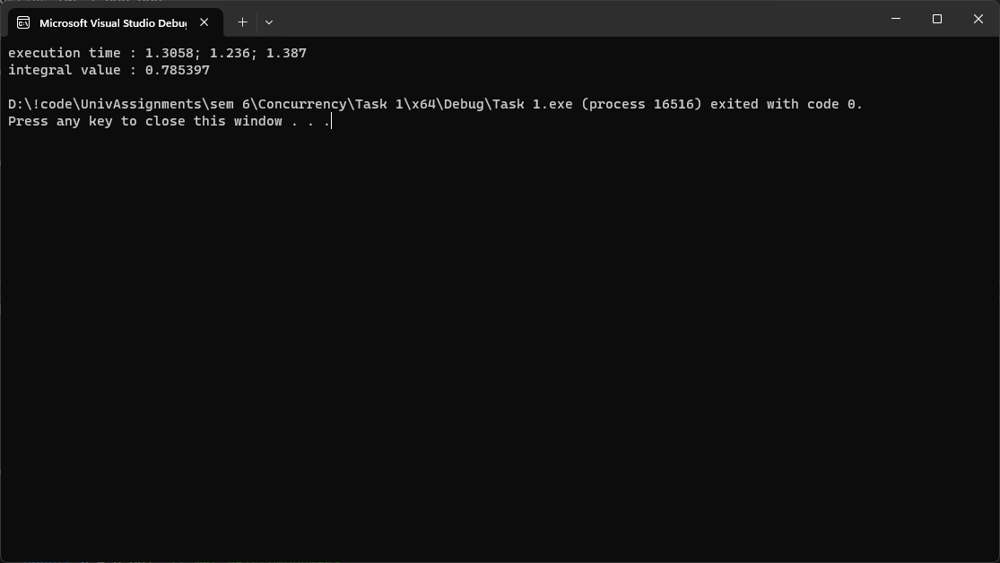 Microsoft Visual Studio Debug
execution time : 1.3058; 1.236; 1.387
integral value : 0.785397
D:\!code\UnivAssignments\sem 6\Concurrency\Task 1\x64\Debug\Task 1.exe (process 16516) exited with code 0.
Press any key to close this window . . .